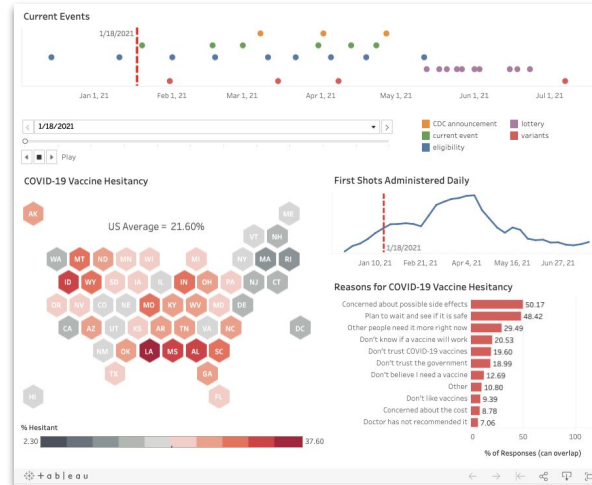 Current Events
1/18/2021
Jan 1, 21 Feb 1, 21 Mar 1, 21 Apr 1, 21 May 1, 21 Jun 1, 21 Jul 1, 21
1/18/2021
CDC announcement
lottery
current event
variants
eligibility
Play
COVID-19 Vaccine Hesitancy
US Average = 21.60%
AK ME
VT NH
WA MT ND MN WI MI NY MA RI
ID WY SD IA IL IN OH PA NJ CT
OR NV CO NE MO KY WV MD DE
CA AZ UT KS AR TN VA NC DC
NM OK LA MS AL SC
TX GA
HI FL
% Hesitant
2.30 37.60
First Shots Administered Daily
1/18/2021
Jan 10, 21 Feb 21, 21 Apr 4, 21 May 16, 21 Jun 27, 21
Reasons for COVID-19 Vaccine Hesitancy
Concerned about possible side effects 50.17
Plan to wait and see if it is safe 48.42
Other people need it more right now 29.49
Don't know if a vaccine will work 20.53
Don't trust COVID-19 vaccines 19.60
Don't trust the government 18.99
Don't believe I need a vaccine 12.69
Other 10.80
Don't like vaccines 9.39
Concerned about the cost 8.78
Doctor has not recommended it 7.06
0 50 100
% of Responses (can overlap)
+ableau